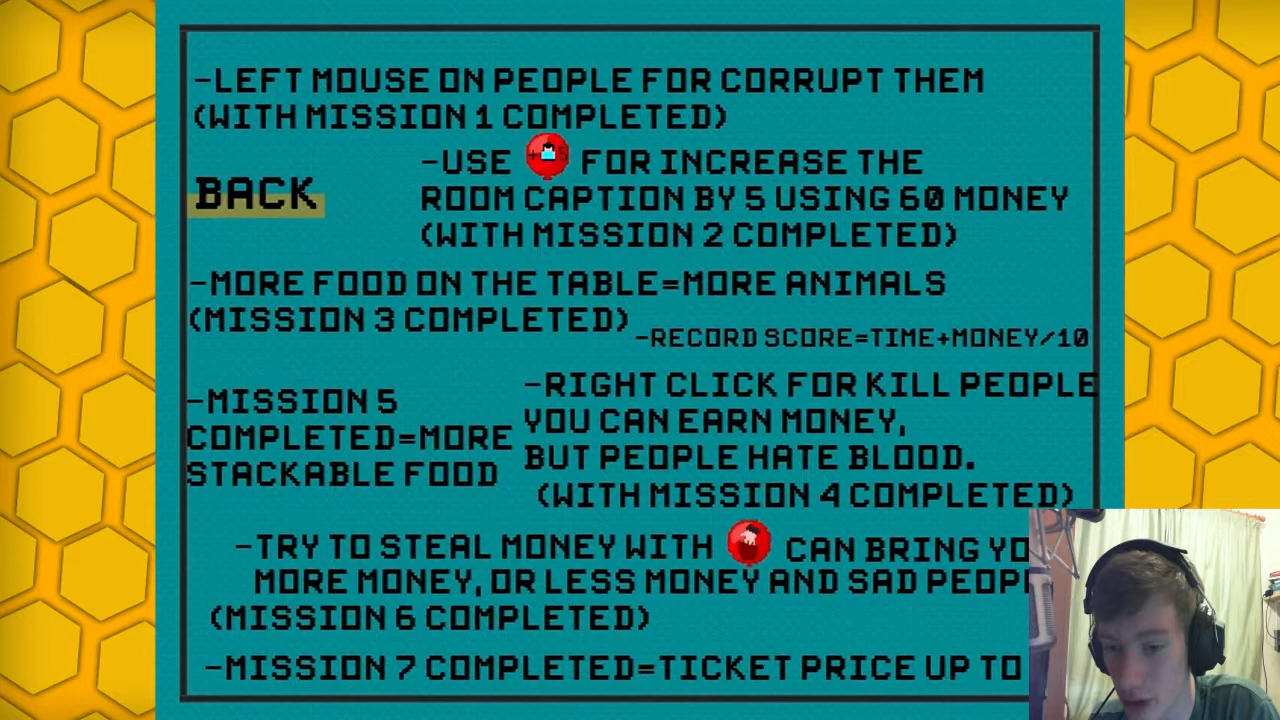 -LEFT MOUSE ON PEOPLE FOR CORRUPT THEM
(WITH MISSION 1 COMPLETED)
-USE FOR INCREASE THE
ROOM CAPTION BY 5 USING 60 MONEY
(WITH MISSION 2 COMPLETED)
BACK
-MORE FOOD ON THE TABLE=MORE ANIMALS
(MISSION 3 COMPLETED)
-RECORD SCORE=TIME+MONEY/10
-MISSION 5
COMPLETED=MORE
STACKABLE FOOD
-RIGHT CLICK FOR KILL PEOPLE
YOU CAN EARN MONEY,
BUT PEOPLE HATE BLOOD.
(WITH MISSION 4 COMPLETED)
-TRY TO STEAL MONEY WITH CAN BRING
MORE MONEY,OR LESS MONEY AND SAD
(MISSION 6 COMPLETED)
-MISSION 7 COMPLETED=TICKET PRICE UP TO